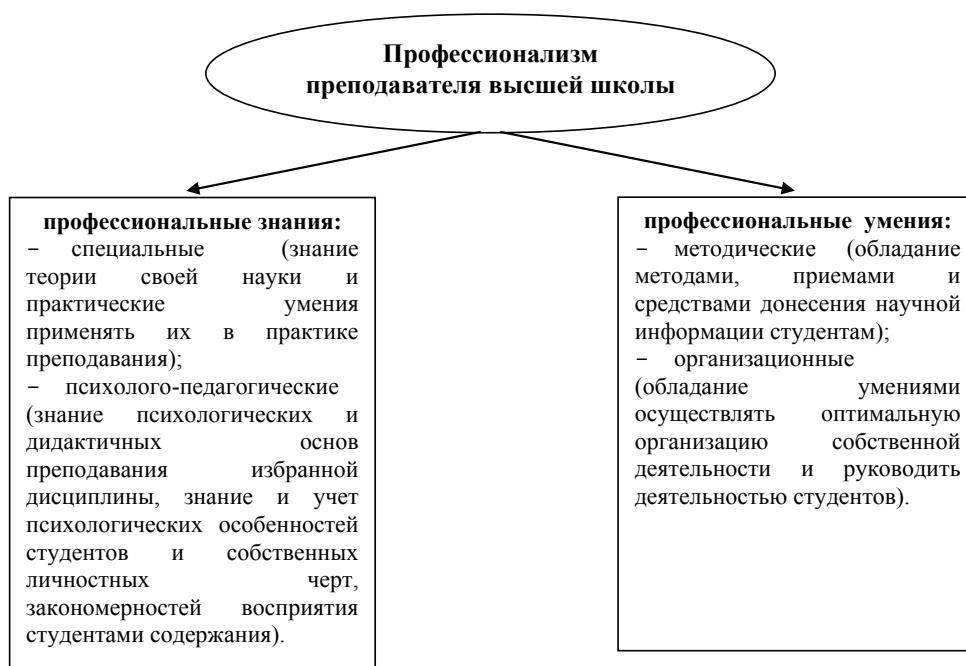 Профессионализм
преподавателя высшей школы
профессиональные знания:
− специальные (знание
теории своей науки и
практические умения
применять их в практике
преподавания);
− психолого-педагогические
(знание психологических и
дидактичных основ
преподавания избранной
дисциплины, знание и учет
психологических особенностей
студентов и собственных
личностных черт,
закономерностей восприятия
студентами содержания).
профессиональные умения:
− методические (обладание
методами, приемами и
средствами донесения научной
информации студентам);
− организационные
(обладание умениями
осуществлять оптимальную
организацию собственной
деятельности и руководить
деятельностью студентов).